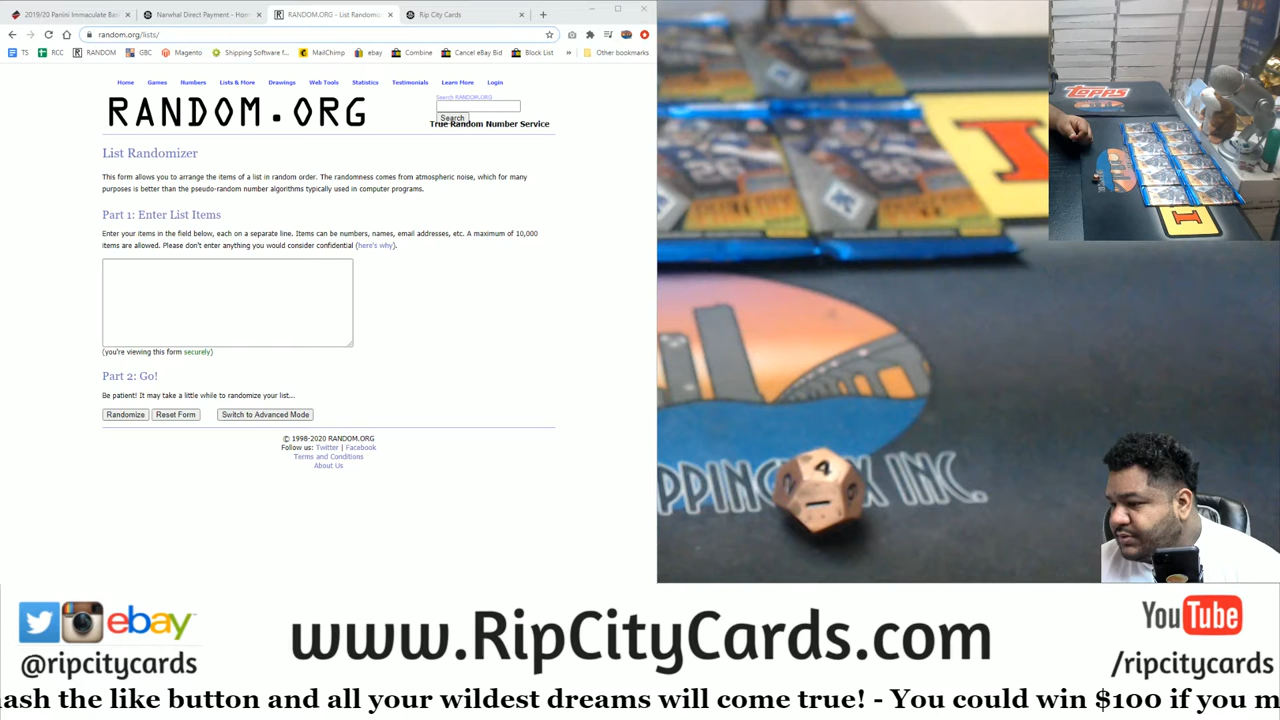 2019/20 Panini Immaculate Bas
Narwhal Direct Payment - Hom
RANDOM.ORG - List Randomize
Rip City Cards
random.org/lists/
TS
RCC
RANDOM
GBC
Magento
Shipping Software f...
MailChimp
ebay
Combine
Cancel eBay Bid
Block List
»
Other bookmarks
Home Games Numbers Lists & More Drawings Web Tools Statistics Testimonials Learn More Login
RANDOM.ORG
Search RANDOM.ORG
Search
True Random Number Service
List Randomizer
This form allows you to arrange the items of a list in random order. The randomness comes from atmospheric noise, which for many
purposes is better than the pseudo-random number algorithms typically used in computer programs.
Part 1: Enter List Items
Enter your items in the field below, each on a separate line. Items can be numbers, names, email addresses, etc. A maximum of 10,000
items are allowed. Please don't enter anything you would consider confidential (here's why).
(you're viewing this form securely)
Part 2: Go!
Be patient! It may take a little while to randomize your list...
Randomize Reset Form Switch to Advanced Mode
© 1998-2020 RANDOM.ORG
Follow us: Twitter | Facebook
Terms and Conditions
About Us
Topps
INC.
ebay
@ripcitycards
www.RipCityCards.com
YouTube
/ripcitycards
the like button and all your wildest dreams will come true! - You could win $100 if you